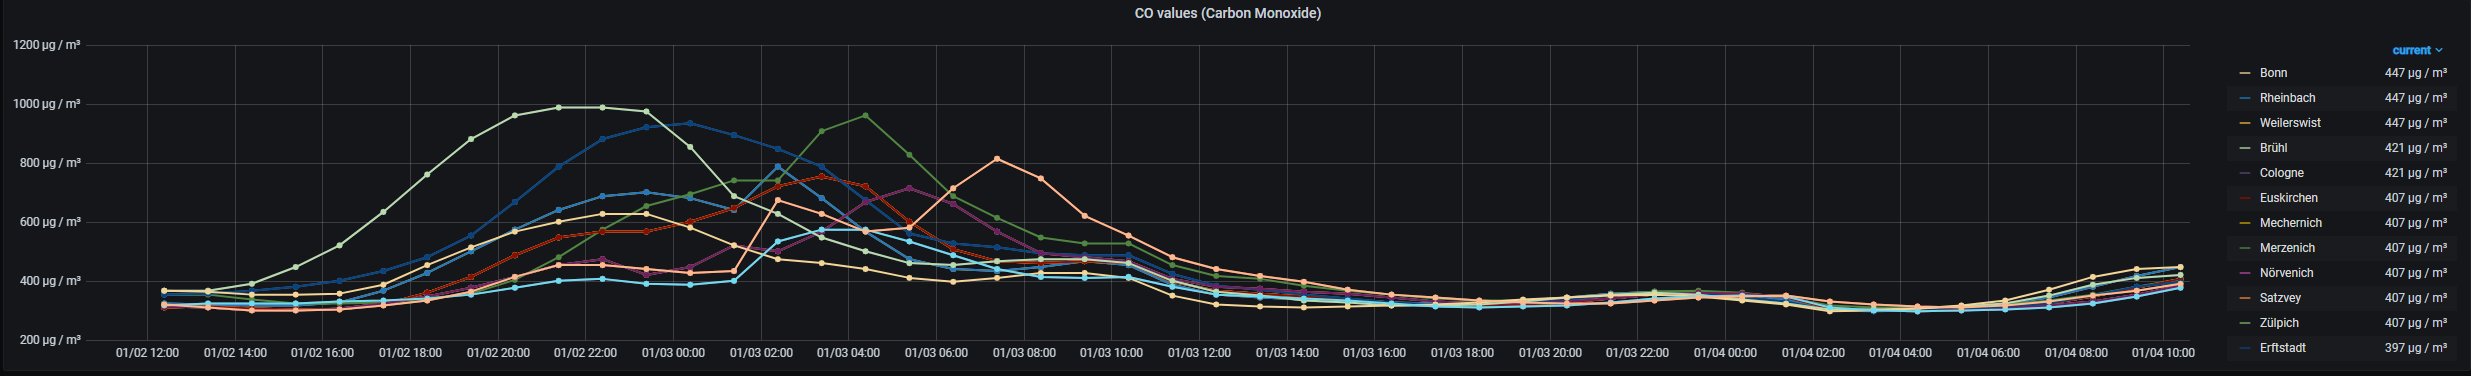 CO values (Carbon Monoxide)
1200 µg / m³
1000 µg / m³
800 µg / m³
600 µg / m³
400 µg / m³
200 µg / m³
01/02 12:00 01/02 14:00 01/02 16:00 01/02 18:00 01/02 20:00 01/02 22:00 01/03 00:00 01/03 02:00 01/03 04:00 01/03 06:00 01/03 08:00 01/03 10:00 01/03 12:00 01/03 14:00 01/03 16:00 01/03 18:00 01/03 20:00 01/03 22:00 01/04 00:00 01/04 02:00 01/04 04:00 01/04 06:00 01/04 08:00 01/04 10:00
current
Bonn 447 µg / m³
Rheinbach 447 µg / m³
Weilerswist 447 µg / m³
Brühl 421 µg / m³
Cologne 421 µg / m³
Euskirchen 407 µg / m³
Mechernich 407 µg / m³
Merzenich 407 µg / m³
Nörvenich 407 µg / m³
Satzvey 407 µg / m³
Zülpich 407 µg / m³
Erftstadt 397 µg / m³